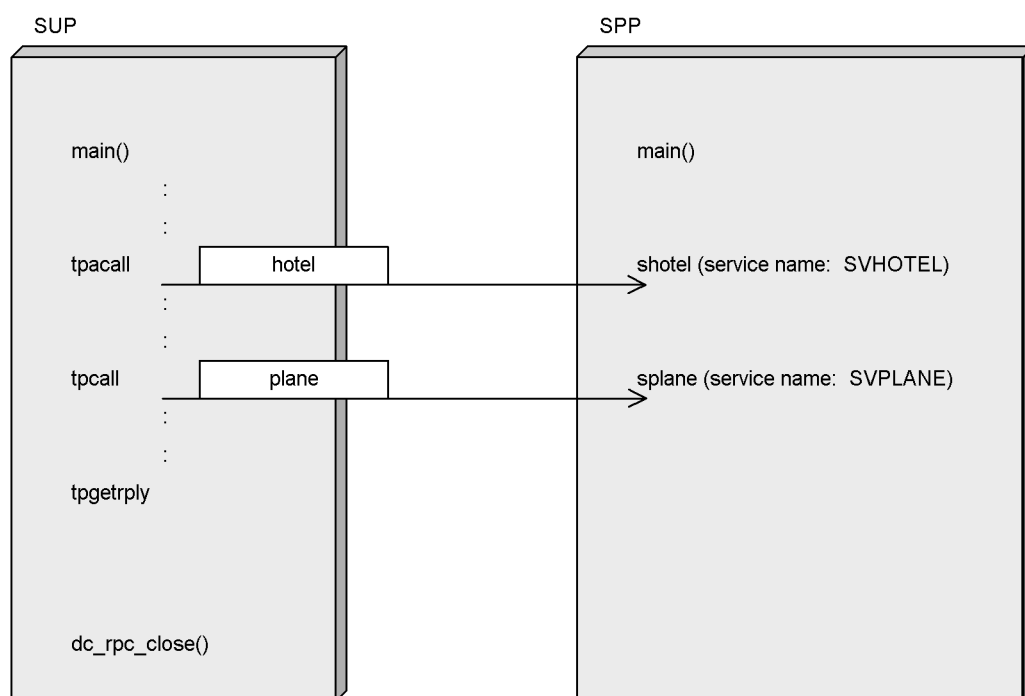 SUP
SPP
main()
main()
:
:
tpacall
hotel
shotel (service name: SVHOTEL)
:
:
tpcall
plane
splane (service name: SVPLANE)
:
:
tpgetrply
dc_rpc_close()